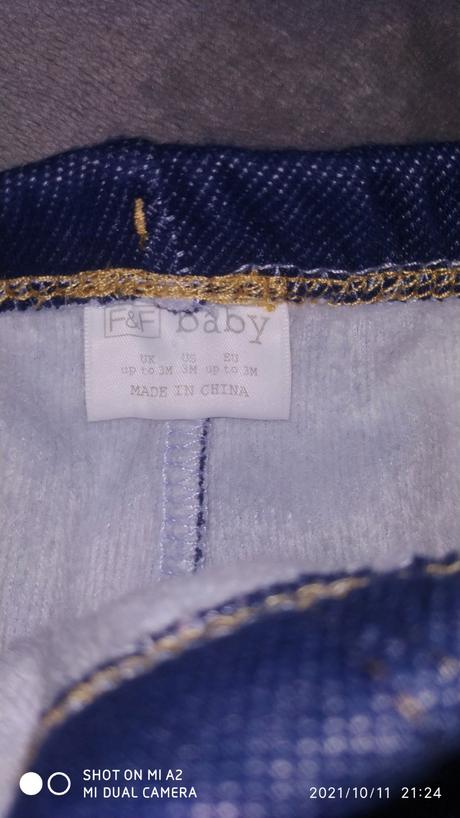 F&F baby
UK US EU
up to 3M 3M up to 3M
MADE IN CHINA
SHOT ON MI A2
MI DUAL CAMERA
2021/10/11 21:24